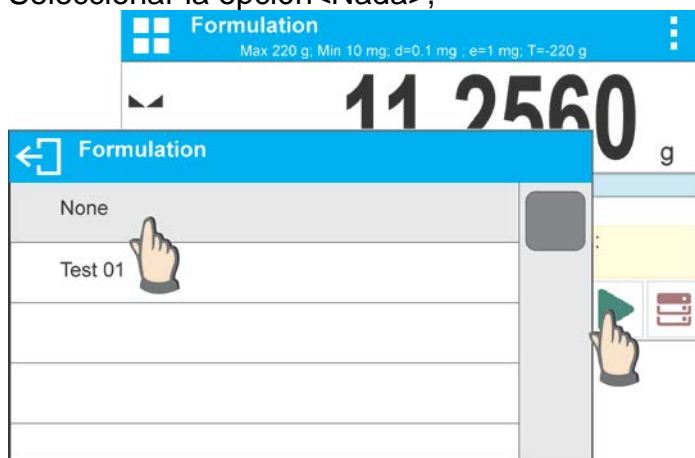 Seleccionar la opción <Nada>;
Formulation
Max 220 g; Min 10 mg; d=0.1 mg ; e=1 mg; T=-220 g
11.2560
g
Formulation
None
Test 01
: